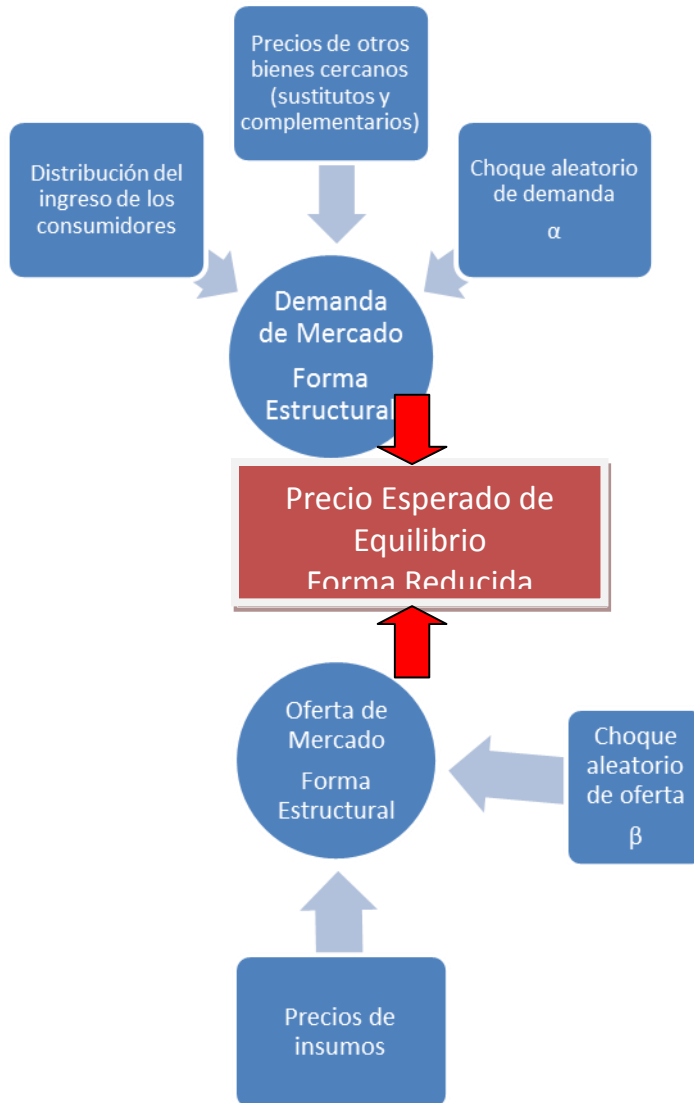 Precios de otros
bienes cercanos
(sustitutos y
complementarios)
Distribución del
ingreso de los
consumidores
Choque aleatorio
de demanda
α
Demanda
de Mercado
Forma
Estructural
Precio Esperado de
Equilibrio
Forma Reducida
Oferta de
Mercado
Forma
Estructural
Choque
aleatorio
de oferta
β
Precios de
insumos